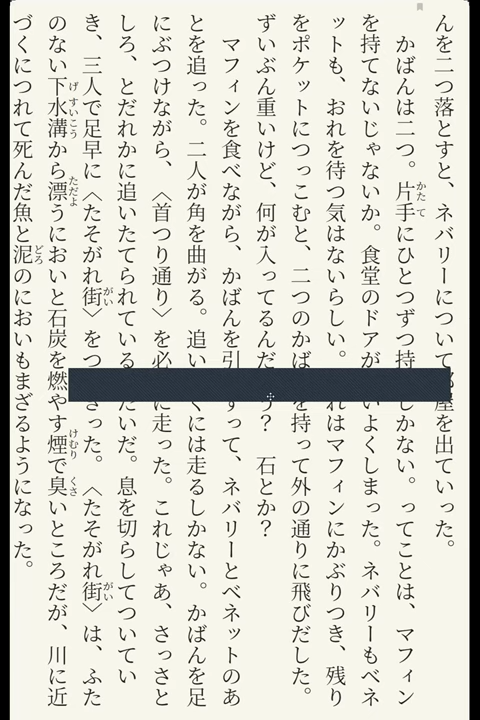 んを二つ落とすと、ネバリーについて屋を出ていった。
　かばんは二つ。片手にひとつずつ持しかない。ってことは、マフィン
を持てないじゃないか。食堂のドアがいよくしまった。ネバリーもベネ
ットも、おれを待つ気はないらしい。れはマフィンにかぶりつき、残り
をポケットにつっこむと、二つのかばを持って外の通りに飛びだした。
ずいぶん重いけど、何が入ってるんだう？　石とか？
　マフィンを食べながら、かばんを引ずって、ネバリーとベネットのあ
とを追った。二人が角を曲がる。追いくには走るしかない。かばんを足
にぶつけながら、〈首つり通り〉を必に走った。これじゃあ、さっさと
しろ、とだれかに追いたてられているたいだ。息を切らしてついてい
き、三人で足早に〈たそがれ街〉をつきった。〈たそがれ街〉は、ふた
のない下水溝から漂うにおいと石炭を燃やす煙で臭いところだが、川に近
づくにつれて死んだ魚と泥のにおいもまざるようになった。